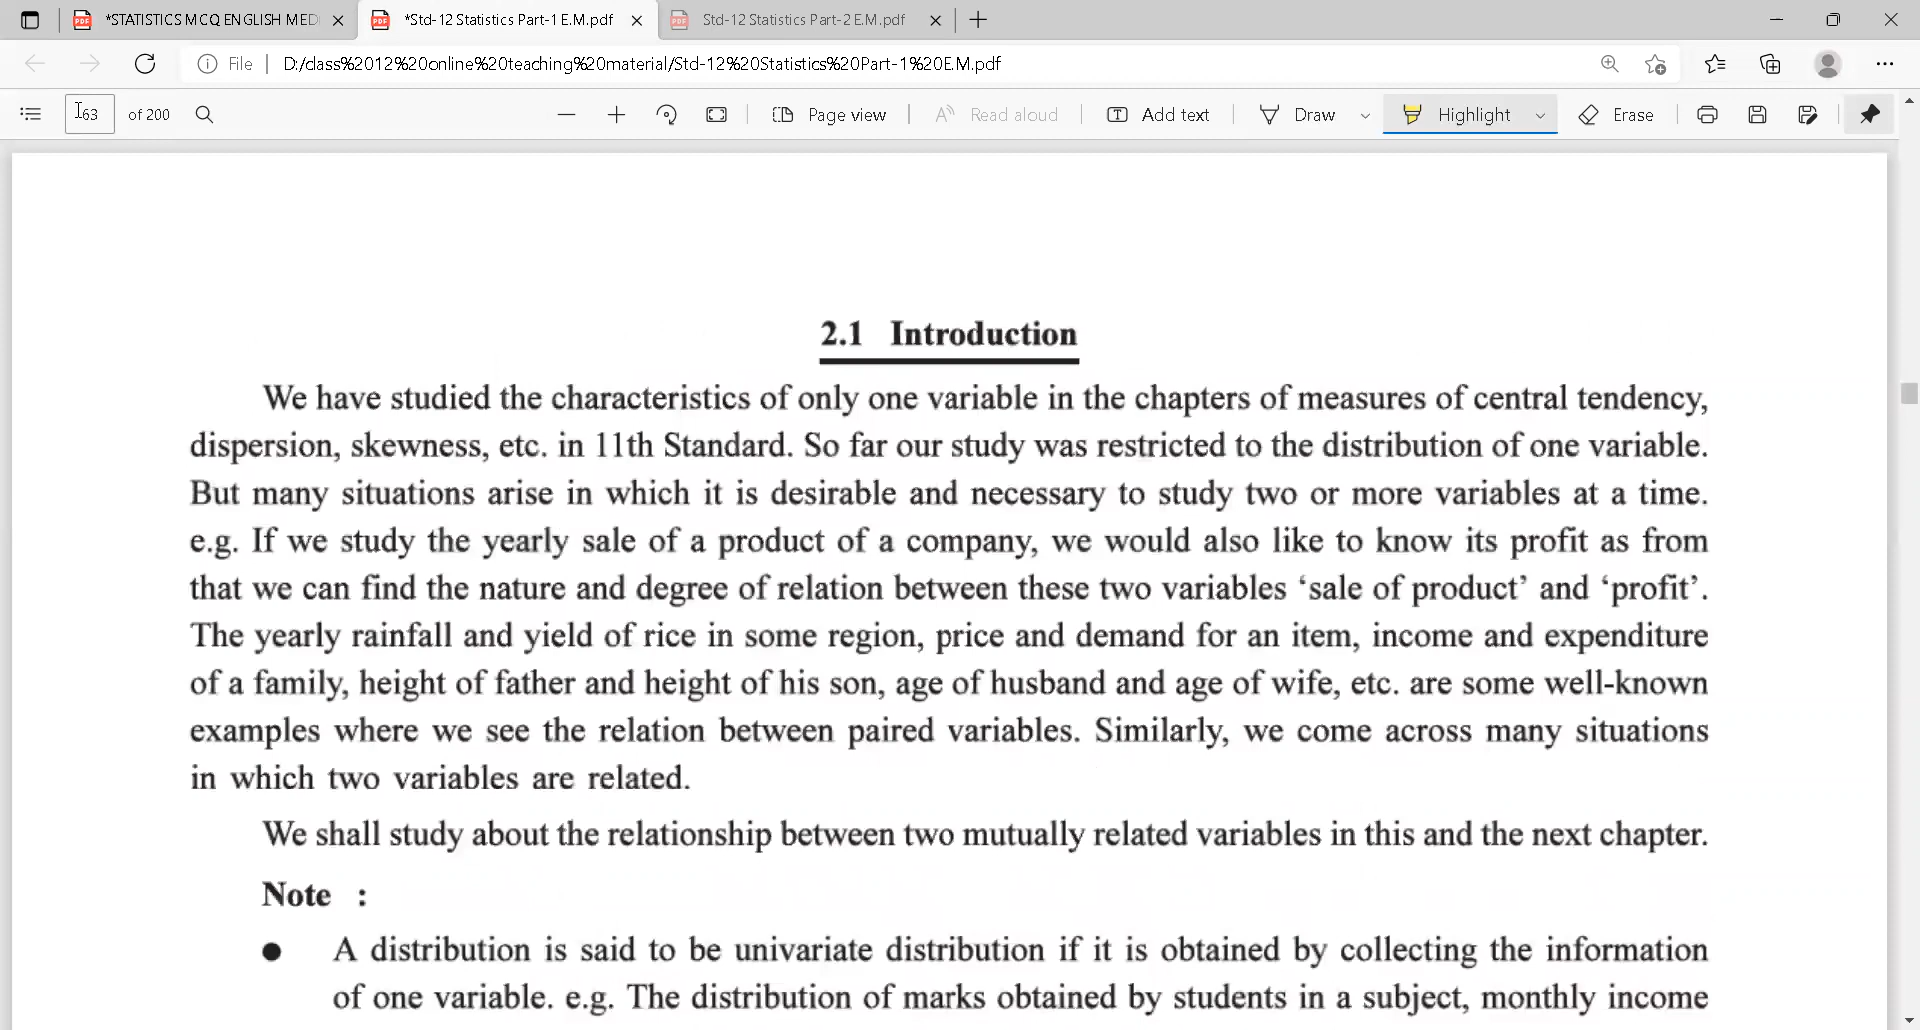 *STATISTICS MCQ ENGLISH MED
*Std-12 Statistics Part-1 E.M.pdf
Std-12 Statistics Part-2 E.M.pdf
File
D:/class%2012%20online%20teaching%20material/Std-12%20Statistics%20Part-1%20E.M.pdf
63 of 200
Page view
Read aloud
Add text
Draw
Highlight
Erase
2.1 Introduction
We have studied the characteristics of only one variable in the chapters of measures of central tendency,
dispersion, skewness, etc. in 11th Standard. So far our study was restricted to the distribution of one variable.
But many situations arise in which it is desirable and necessary to study two or more variables at a time.
e.g. If we study the yearly sale of a product of a company, we would also like to know its profit as from
that we can find the nature and degree of relation between these two variables ‘sale of product’ and ‘profit’.
The yearly rainfall and yield of rice in some region, price and demand for an item, income and expenditure
of a family, height of father and height of his son, age of husband and age of wife, etc. are some well-known
examples where we see the relation between paired variables. Similarly, we come across many situations
in which two variables are related.
We shall study about the relationship between two mutually related variables in this and the next chapter.
Note :
● A distribution is said to be univariate distribution if it is obtained by collecting the information
of one variable. e.g. The distribution of marks obtained by students in a subject, monthly income